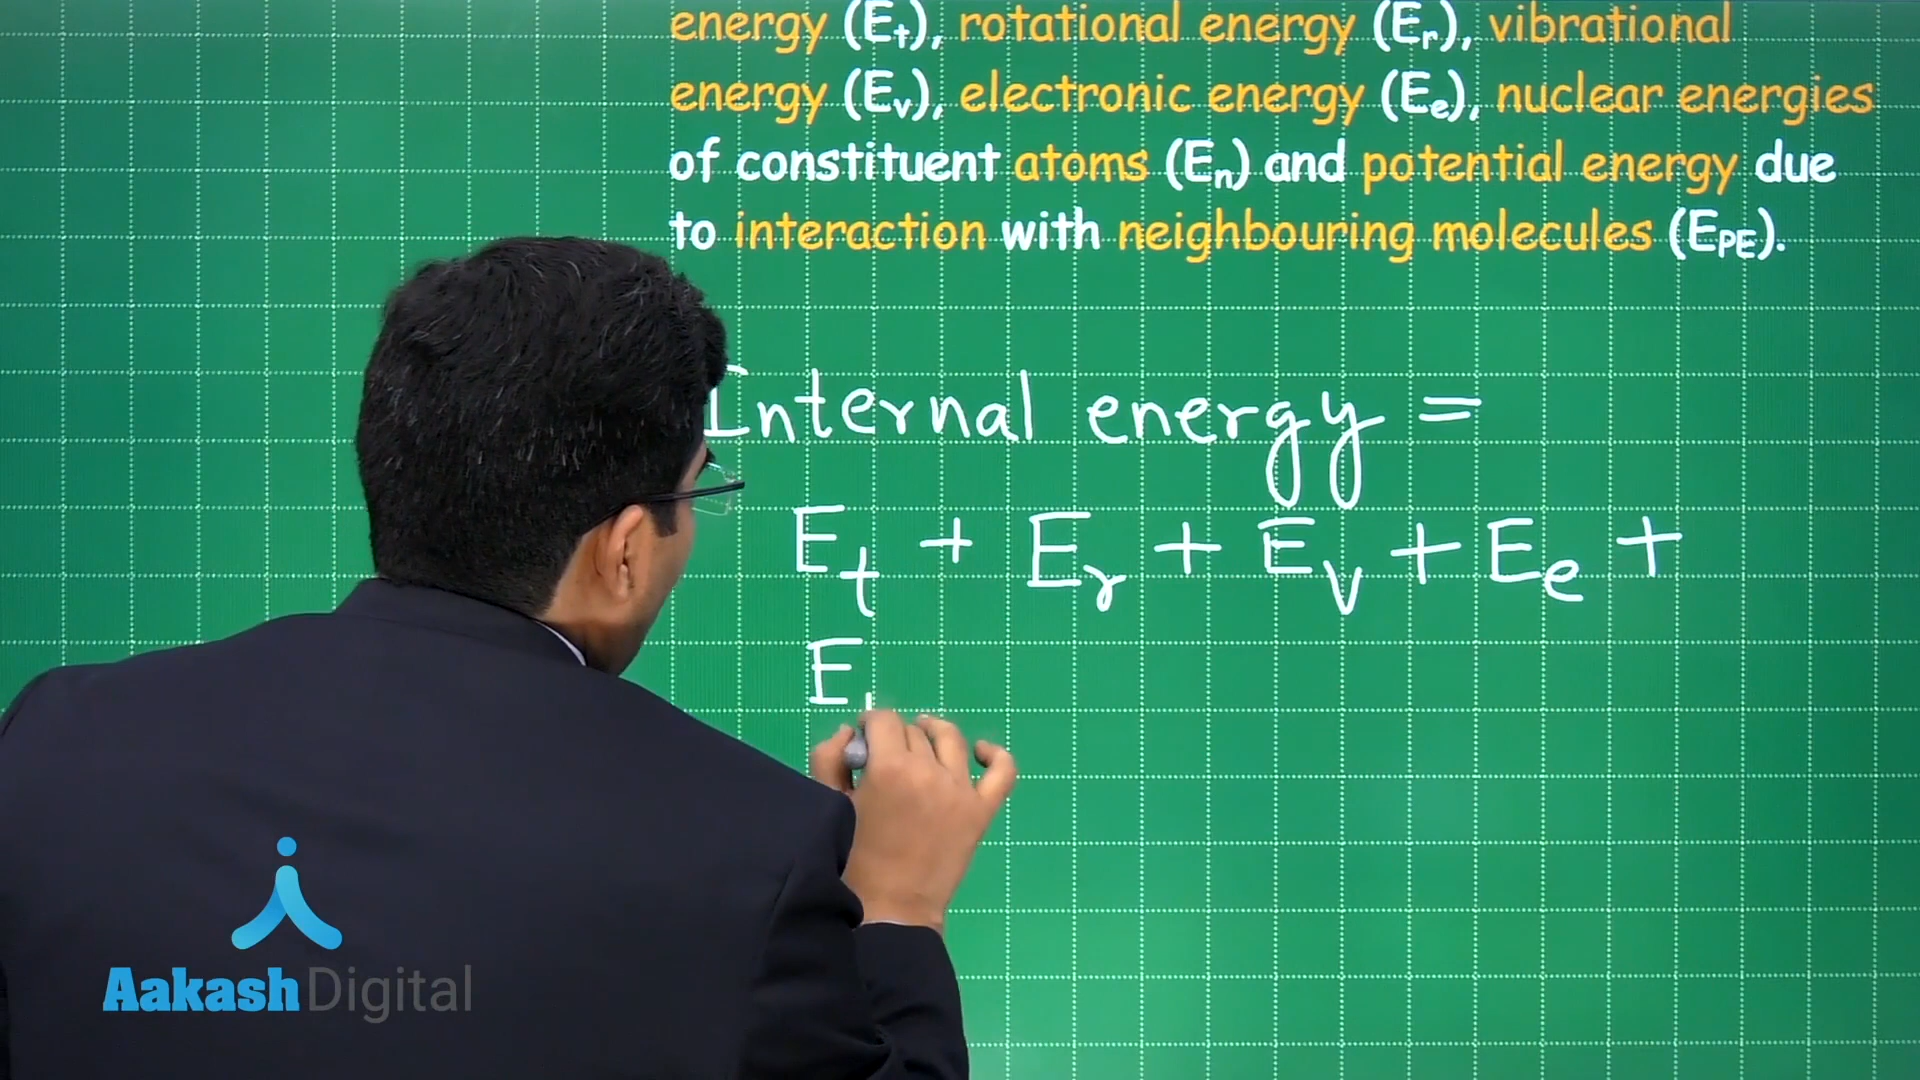 energy (Et), rotational energy (Er), vibrational
energy (Ev), electronic energy (Ee), nuclear energies
of constituent atoms (En) and potential energy due
to interaction with neighbouring molecules (EPE).
Internal energy =
Et + Er + Ev + Ee +
E
Aakash Digital